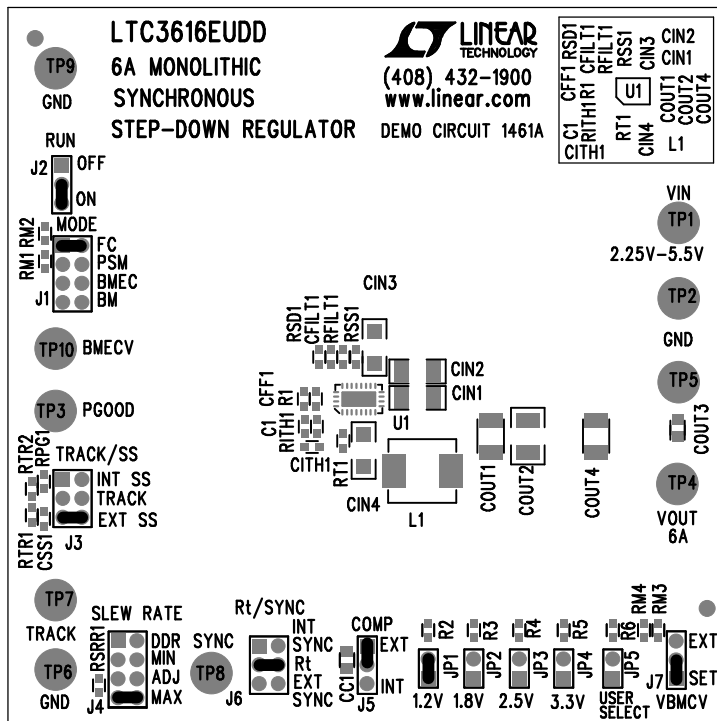 LTC3616EUDD
6A MONOLITHIC
SYNCHRONOUS
STEP-DOWN REGULATOR
LT LINEAR
TECHNOLOGY
(408) 432-1900
www.linear.com
DEMO CIRCUIT 1461A
CFF1
RSD1
CFILT1
RFILT1
RSS1
CIN3
CIN2
CIN1
C1
RITH1
R1
CITH1
RT1
U1
CIN4
COUT1
COUT2
COUT4
L1
TP9
GND
RUN
J2
OFF
ON
MODE
RM2
RM1
J1
FC
PSM
BMEC
BM
TP10 BMECV
TP3 PGOOD
TRACK/SS
RTR2
RPG1
INT SS
TRACK
EXT SS
RTR1
CSS1
J3
TP7
TRACK
TP6
GND
SLEW RATE
RSRR1
J4
DDR
MIN
ADJ
MAX
SYNC
TP8
Rt/SYNC
INT
SYNC
Rt
EXT
SYNC
J6
COMP
EXT
INT
CC1
J5
R2
JP1
1.2V
R3
JP2
1.8V
R4
JP3
2.5V
R5
JP4
3.3V
R6
JP5
USER
SELECT
RM4
RM3
EXT
SET
J7
VBMCV
VIN
TP1
2.25V-5.5V
TP2
GND
TP5
COUT3
TP4
VOUT
6A
CIN3
RSD1
CFILT1
RFILT1
RSS1
CIN2
CIN1
CFF1
R1
U1
C1
RITH1
CITH1
RT1
CIN4
L1
COUT1
COUT2
COUT4